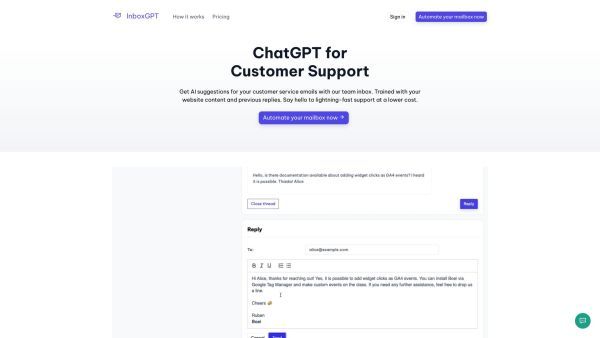 InboxGPT
How it works
Pricing
Sign in
Automate your mailbox now
ChatGPT for
Customer Support
Get AI suggestions for your customer service emails with our team inbox. Trained with your
website content and previous replies. Say hello to lightning-fast support at a lower cost.
Automate your mailbox now →
Hello, is there documentation available about adding widget clicks as GA4 events? I heard
it is possible. Thanks! Alice
Close thread
Reply
Reply
To:
alice@example.com
B I U
Hi Alice, thanks for reaching out! Yes, it is possible to add widget clicks as GA4 events. You can install Boei via
Google Tag Manager and make custom events on the class. If you need any further assistance, feel free to drop us
a line.
Cheers
Ruben
Boei
Cancel